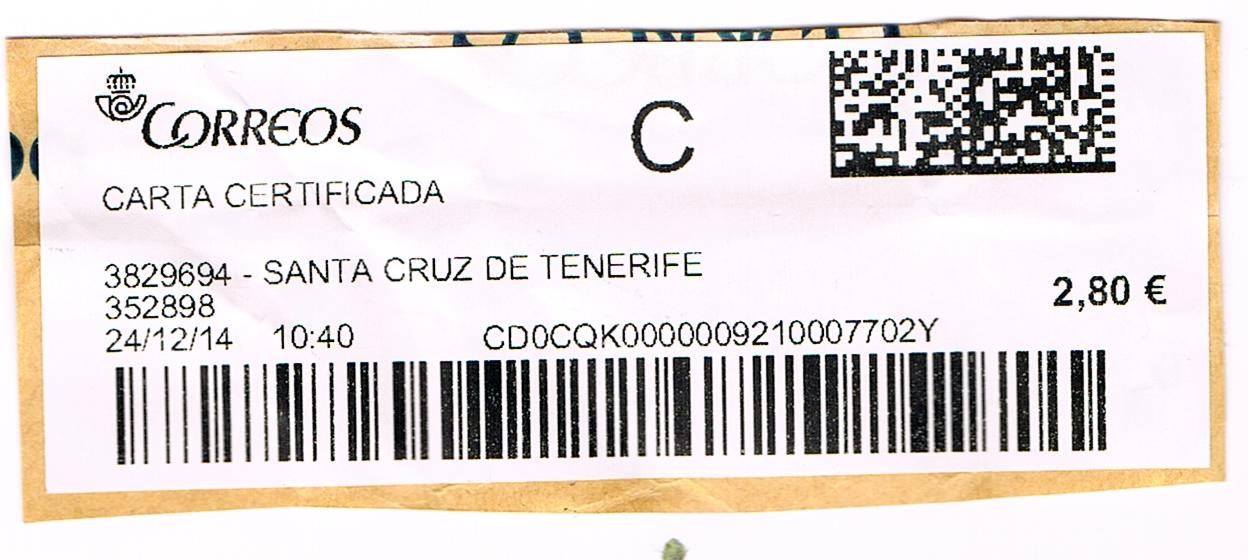 CORREOS
C
CARTA CERTIFICADA
3829694 - SANTA CRUZ DE TENERIFE
352898
2,80 €
24/12/14 10:40 CD0CQK0000009210007702Y